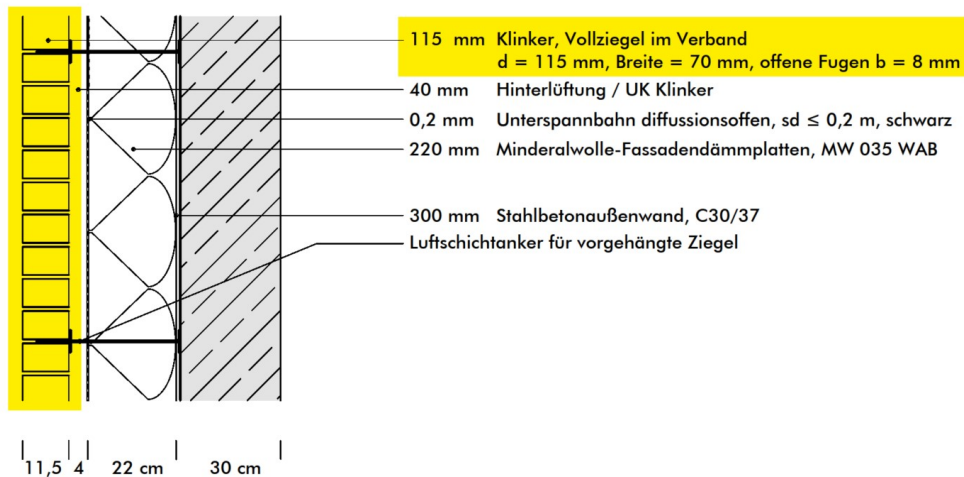 115 mm Klinker, Vollziegel im Verband
d = 115 mm, Breite = 70 mm, offene Fugen b = 8 mm
40 mm Hinterlüftung / UK Klinker
0,2 mm Unterspannbahn diffussionsoffen, sd ≤ 0,2 m, schwarz
220 mm Minderalwolle-Fassadendämmplatten, MW 035 WAB
300 mm Stahlbetonaußenwand, C30/37
Luftschichtanker für vorgehängte Ziegel
11,5 4 22 cm 30 cm